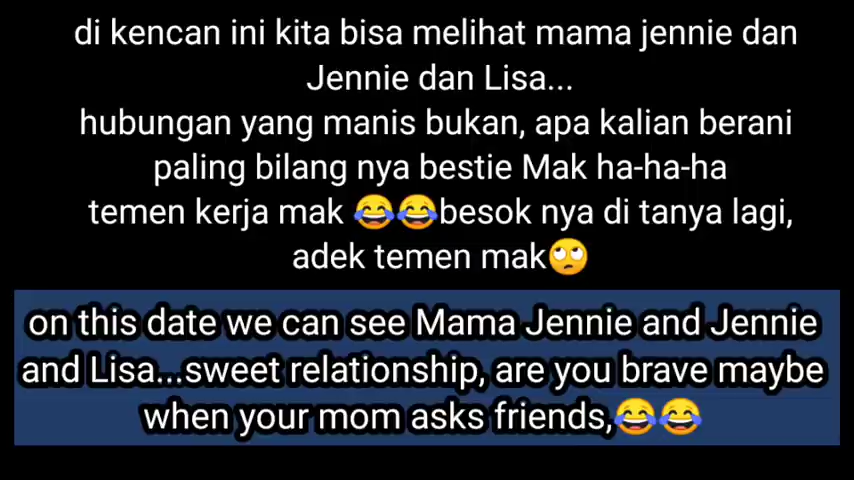 di kencan ini kita bisa melihat mama jennie dan
Jennie dan Lisa...
hubungan yang manis bukan, apa kalian berani
paling bilang nya bestie Mak ha-ha-ha
temen kerja mak 😂😂besok nya di tanya lagi,
adek temen mak🙄
on this date we can see Mama Jennie and Jennie
and Lisa...sweet relationship, are you brave maybe
when your mom asks friends,😂😂